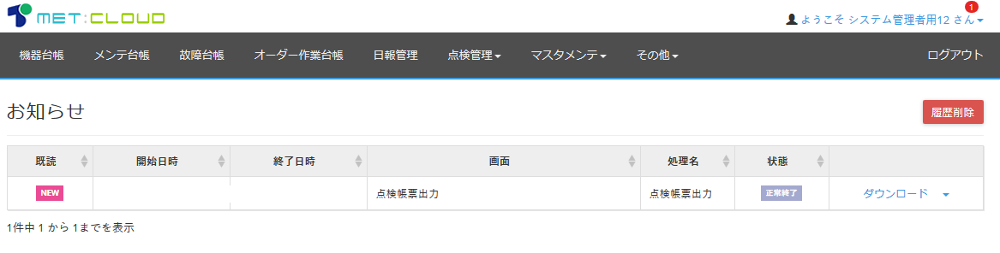 MET:CLOUD
1
ようこそ システム管理者用12 さん
機器台帳 メンテ台帳 故障台帳 オーダー作業台帳 日報管理 点検管理 マスタメンテ その他 ログアウト
お知らせ 履歴削除
既読 開始日時 終了日時 画面 処理名 状態
NEW 点検帳票出力 点検帳票出力 正常終了 ダウンロード
1件中 1 から 1までを表示